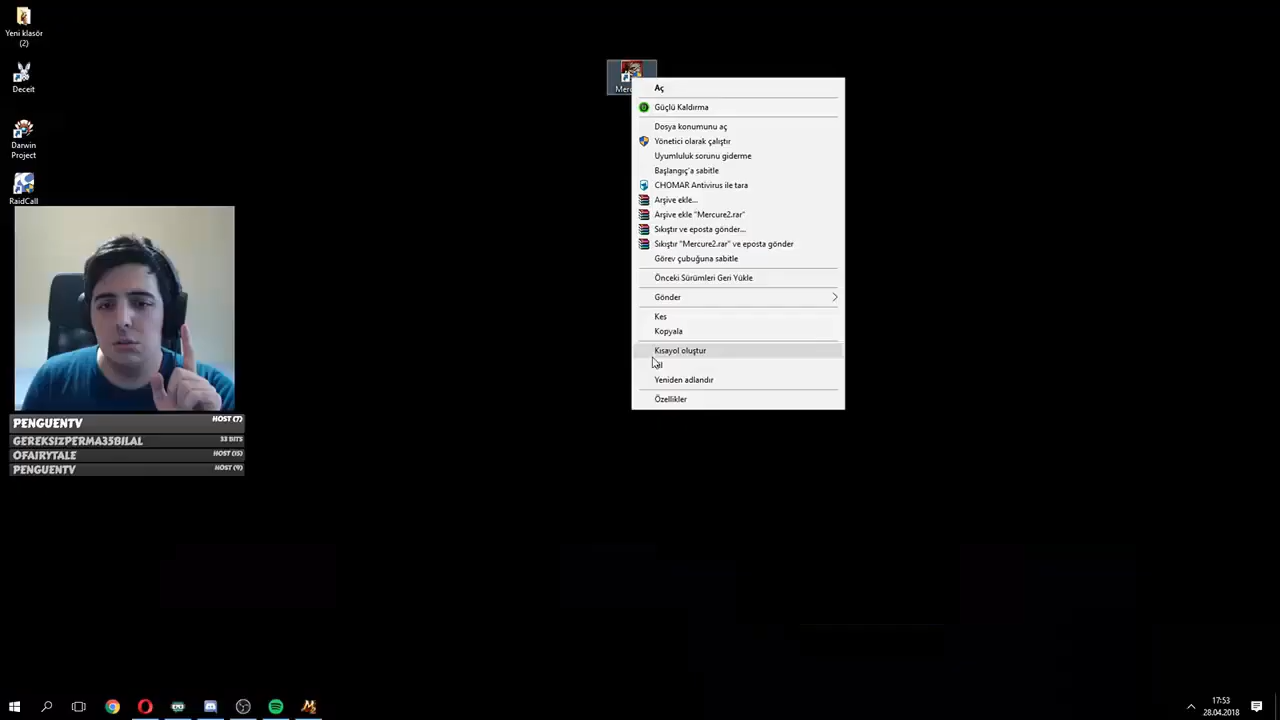 Yeni klasör
(2)
Deceit
Darwin
Project
RaidCall
Aç
Güçlü Kaldırma
Dosya konumunu aç
Yönetici olarak çalıştır
Uyumluluk sorunu giderme
Başlangıç'a sabitle
CHOMAR Antivirus ile tara
Arşive ekle...
Arşive ekle "Mercure2.rar"
Sıkıştır ve eposta gönder...
Sıkıştır "Mercure2.rar" ve eposta gönder
Görev çubuğuna sabitle
Önceki Sürümleri Geri Yükle
Gönder
Kes
Kopyala
Kısayol oluştur
Yeniden adlandır
Özellikler
PENGUENTV HOST (7)
GEREKSIZPERMA35BILAL 33 BITS
OFAIRYTALE HOST (15)
PENGUENTV HOST (9)
17:53
28.04.2018